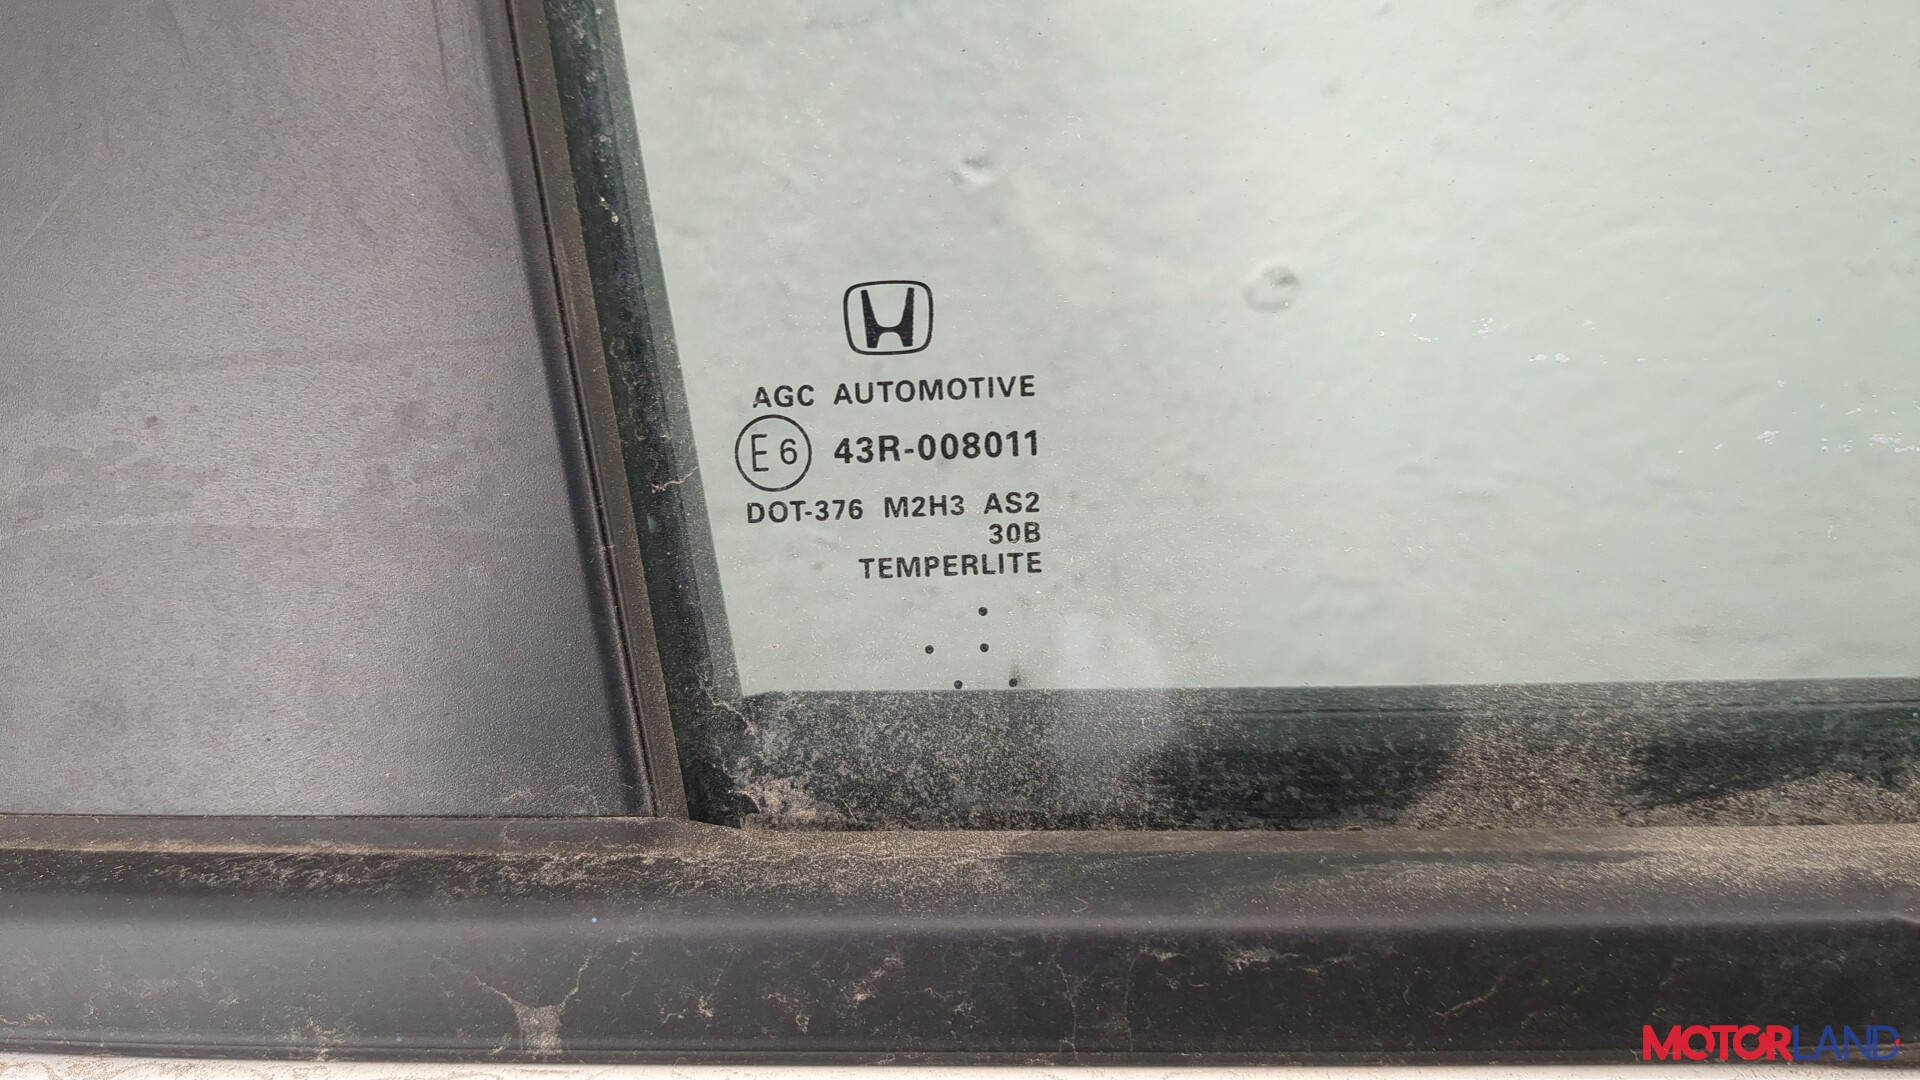 AGC AUTOMOTIVE
E6 43R-008011
DOT-376 M2H3 AS2
30B
TEMPERLITE
MOTORLAND